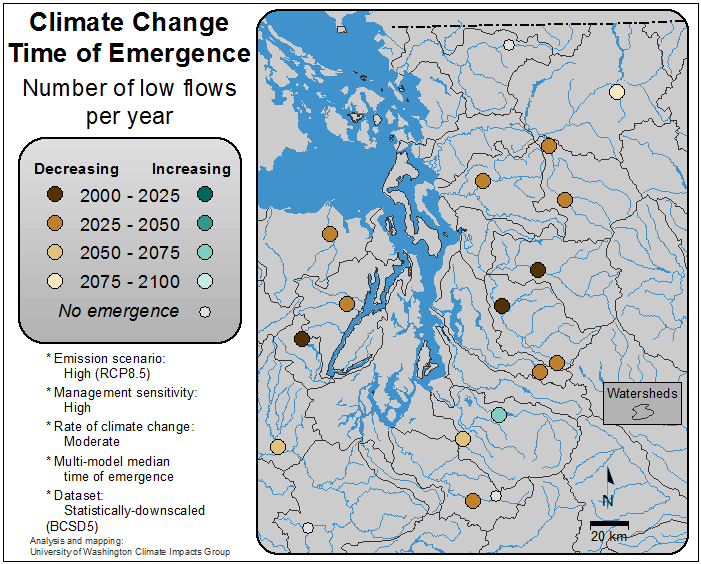 Climate Change
Time of Emergence
Number of low flows
per year
Decreasing Increasing
2000 - 2025
2025 - 2050
2050 - 2075
2075 - 2100
No emergence
* Emission scenario:
High (RCP8.5)
* Management sensitivity:
High
* Rate of climate change:
Moderate
* Multi-model median
time of emergence
* Dataset:
Statistically-downscaled
(BCSD5)
Analysis and mapping:
University of Washington Climate Impacts Group
Watersheds
N
20 km